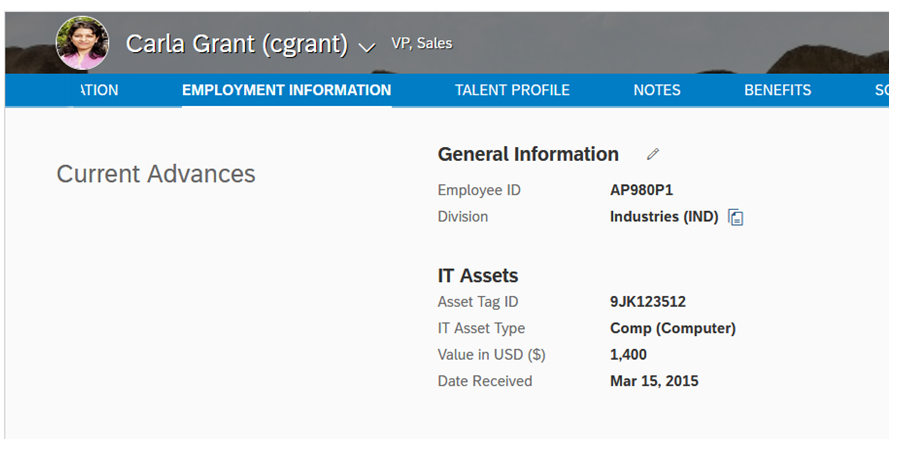 Carla Grant (cgrant) VP, Sales
ATION EMPLOYMENT INFORMATION TALENT PROFILE NOTES BENEFITS SC
Current Advances
General Information
Employee ID AP980P1
Division Industries (IND)
IT Assets
Asset Tag ID 9JK123512
IT Asset Type Comp (Computer)
Value in USD ($) 1,400
Date Received Mar 15, 2015